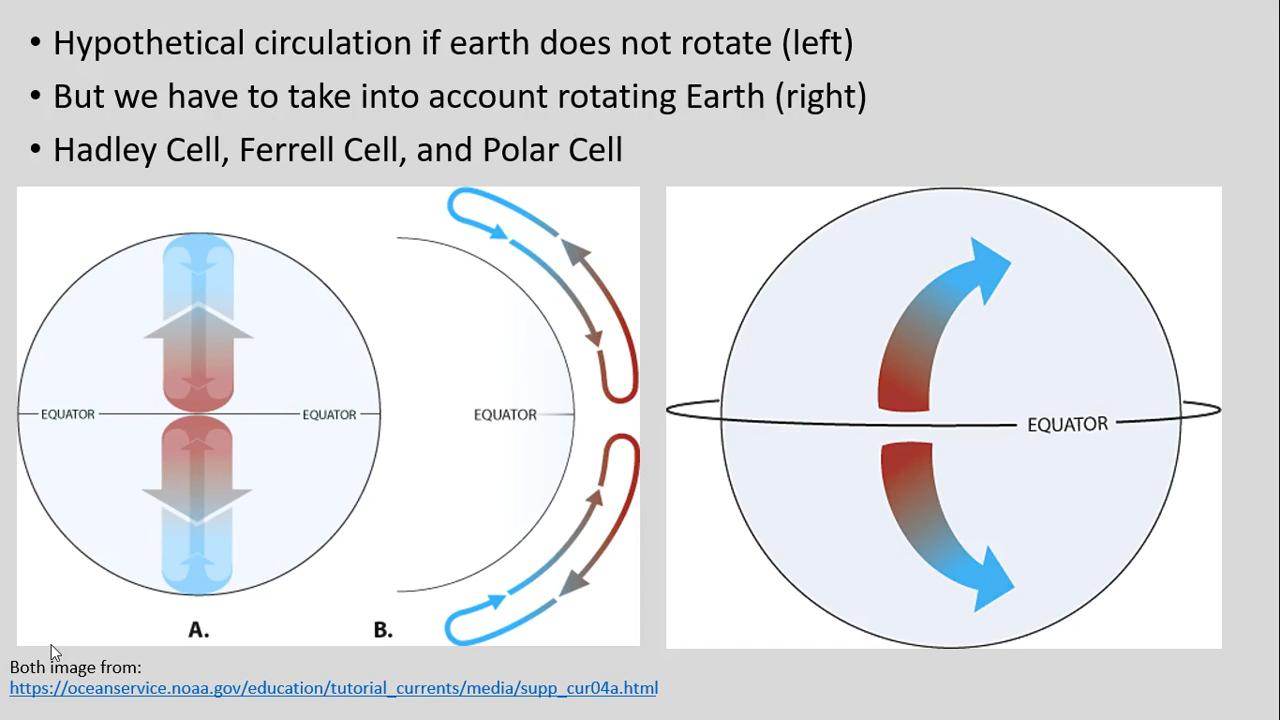 • Hypothetical circulation if earth does not rotate (left)
• But we have to take into account rotating Earth (right)
• Hadley Cell, Ferrell Cell, and Polar Cell
EQUATOR
EQUATOR
EQUATOR
A.
B.
EQUATOR
Both image from:
https://oceanservice.noaa.gov/education/tutorial_currents/media/supp_cur04a.html